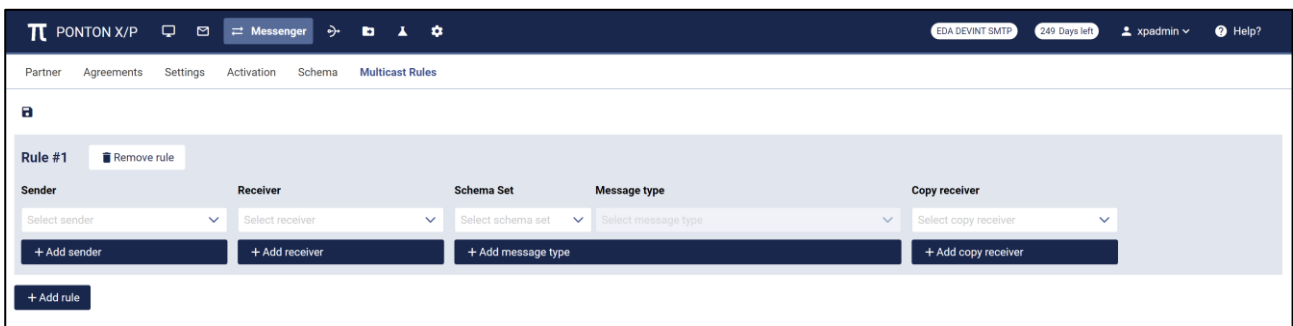 PONTON X/P Messenger EDA DEVINT SMTP 249 Days left xpadmin Help?
Partner Agreements Settings Activation Schema Multicast Rules
Rule #1 Remove rule
Sender Receiver Schema Set Message type Copy receiver
Select sender Select receiver Select schema set Select message type Select copy receiver
+ Add sender + Add receiver + Add message type + Add copy receiver
+ Add rule